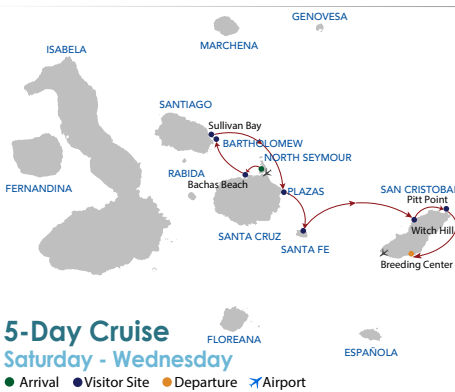 GENOVESA
MARCHENA
ISABELA
SANTIAGO
Sullivan Bay
BARTHOLOMEW
NORTH SEYMOUR
RABIDA
Bachas Beach
FERNANDINA
PLAZAS
SAN CRISTOBAL
Pitt Point
Witch Hill
SANTA CRUZ
SANTA FE
Breeding Center
FLOREANA
ESPAÑOLA
5-Day Cruise
Saturday - Wednesday
Arrival Visitor Site Departure Airport